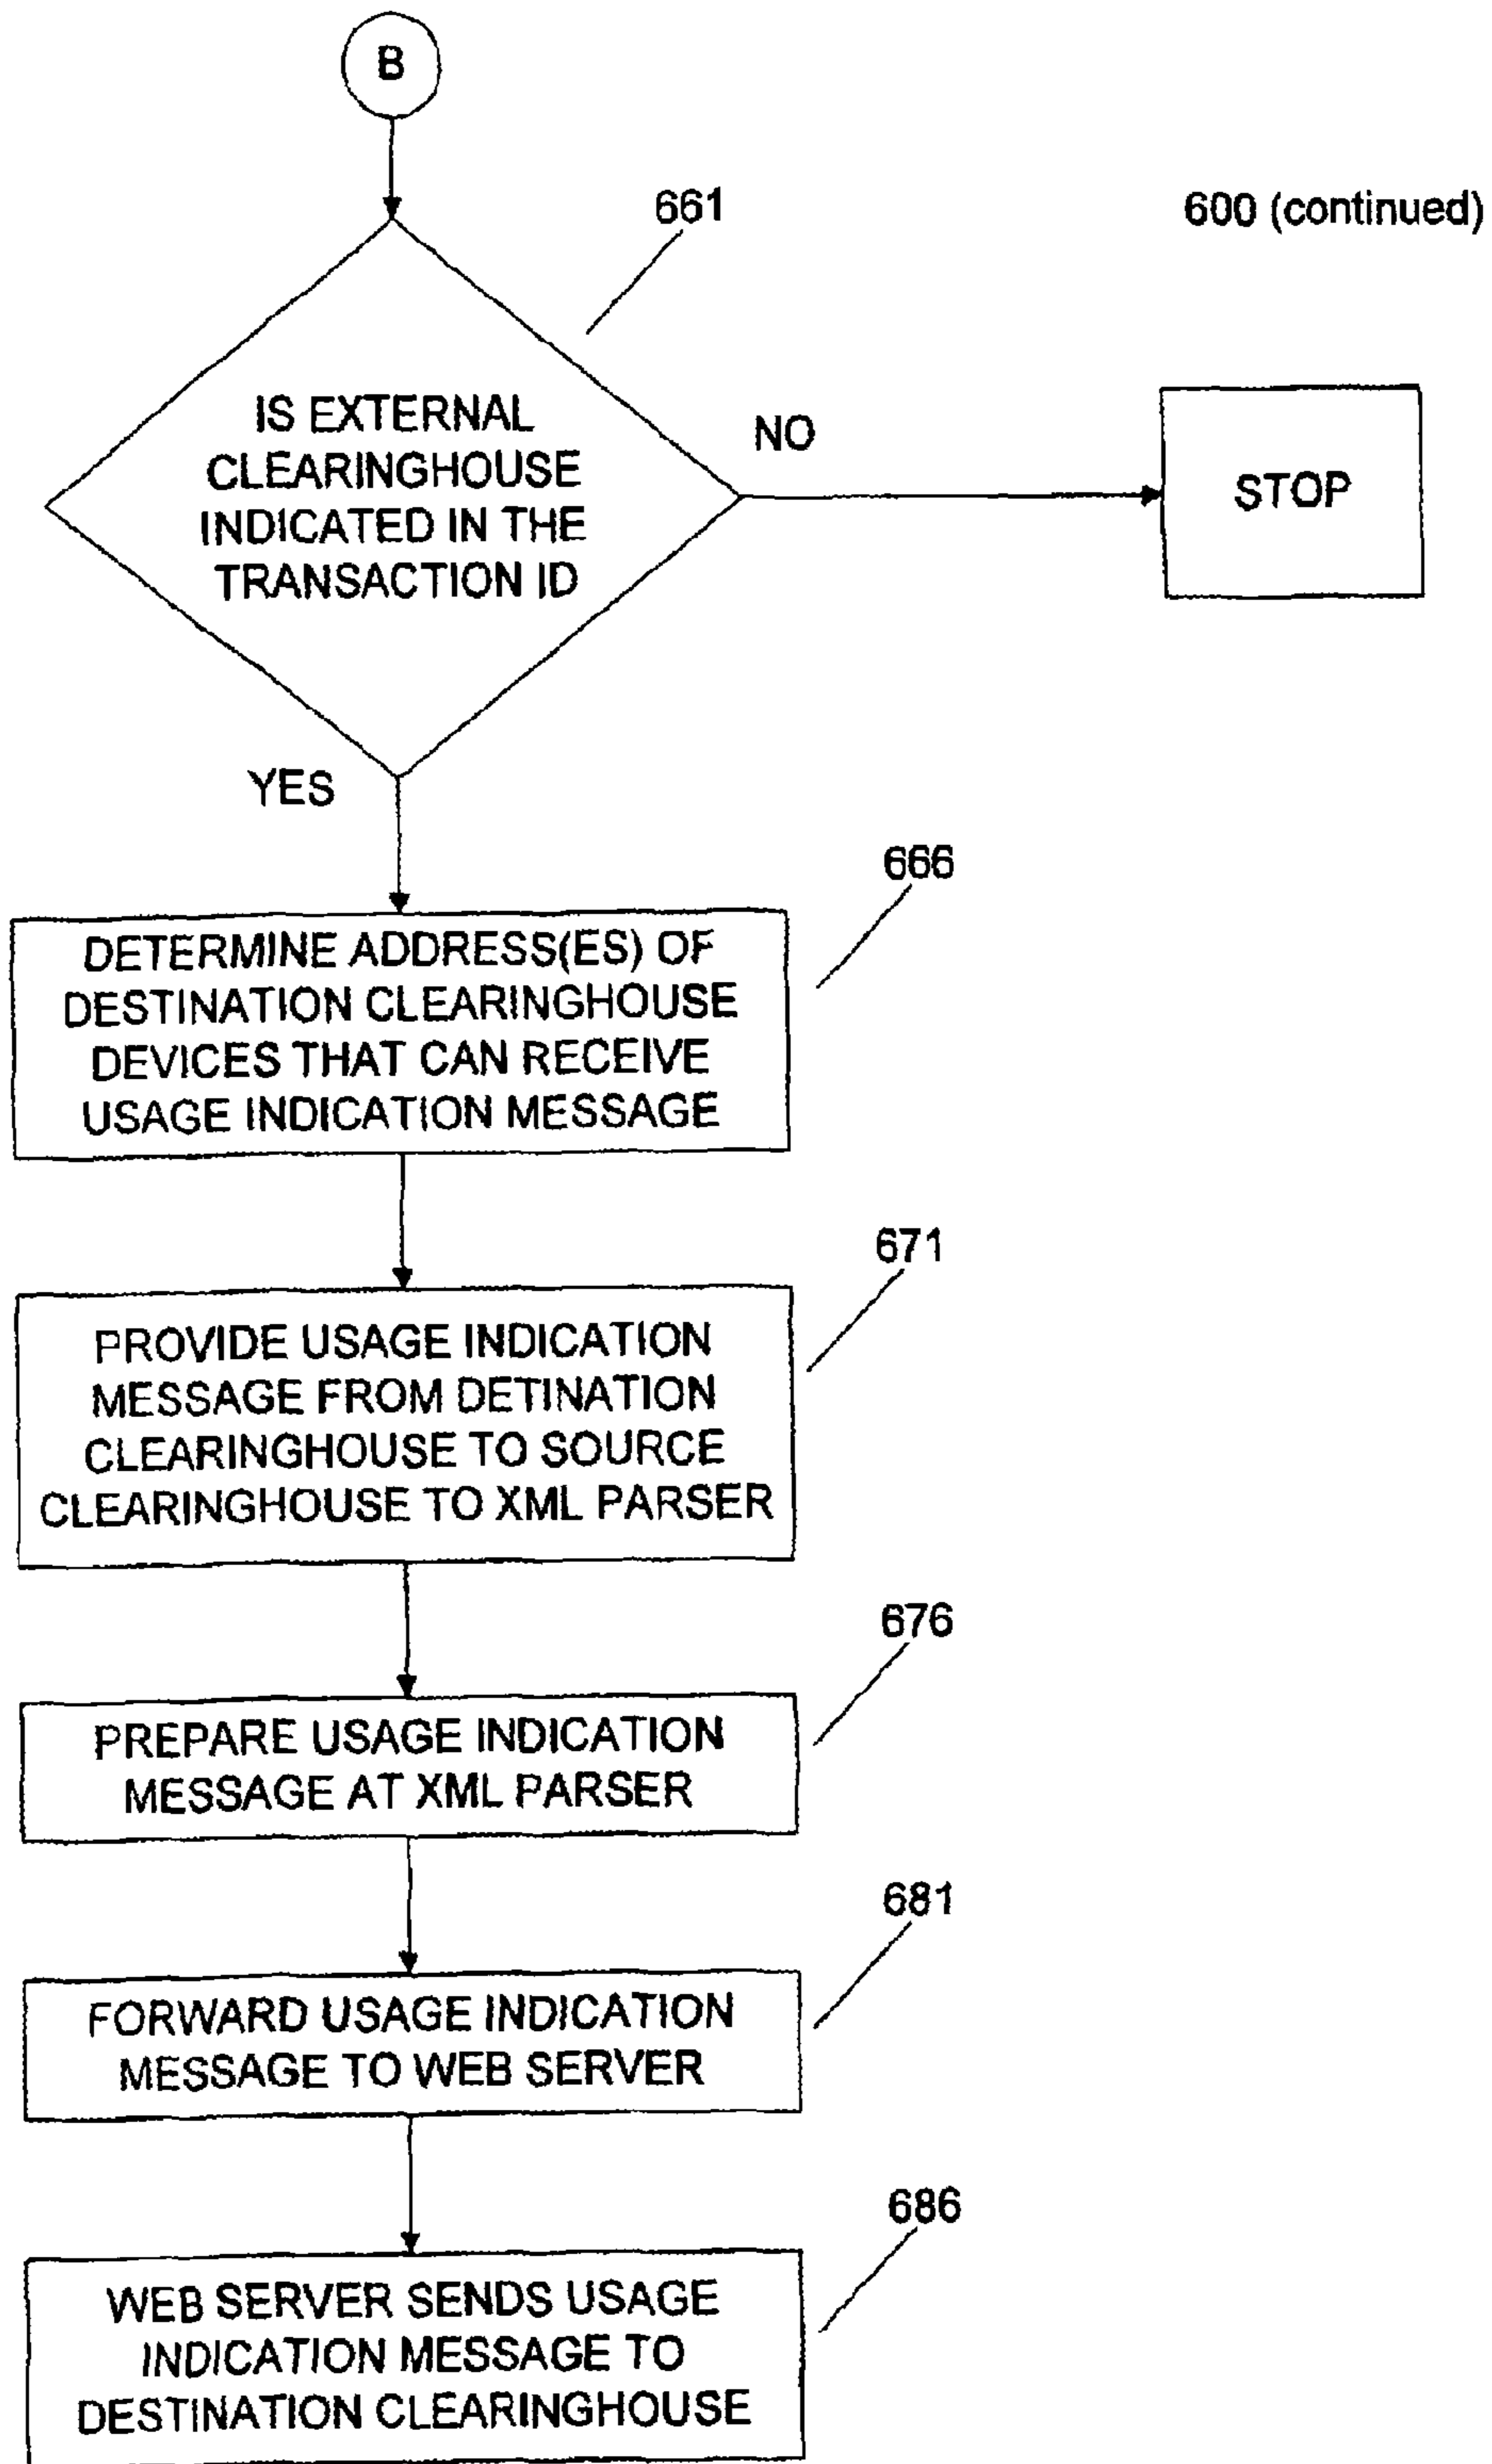 B
661
600 (continued)
IS EXTERNAL
CLEARINGHOUSE
INDICATED IN THE
TRANSACTION ID
NO
STOP
YES
666
DETERMINE ADDRESS(ES) OF
DESTINATION CLEARINGHOUSE
DEVICES THAT CAN RECEIVE
USAGE INDICATION MESSAGE
671
PROVIDE USAGE INDICATION
MESSAGE FROM DETINATION
CLEARINGHOUSE TO SOURCE
CLEARINGHOUSE TO XML PARSER
676
PREPARE USAGE INDICATION
MESSAGE AT XML PARSER
681
FORWARD USAGE INDICATION
MESSAGE TO WEB SERVER
686
WEB SERVER SENDS USAGE
INDICATION MESSAGE TO
DESTINATION CLEARINGHOUSE